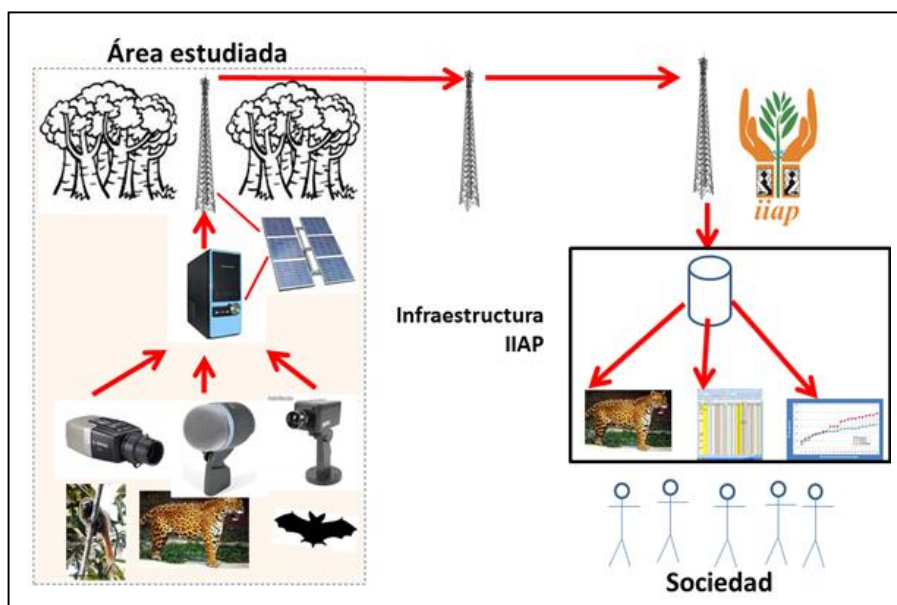 Área estudiada
iiap
Infraestructura
IIAP
Sociedad